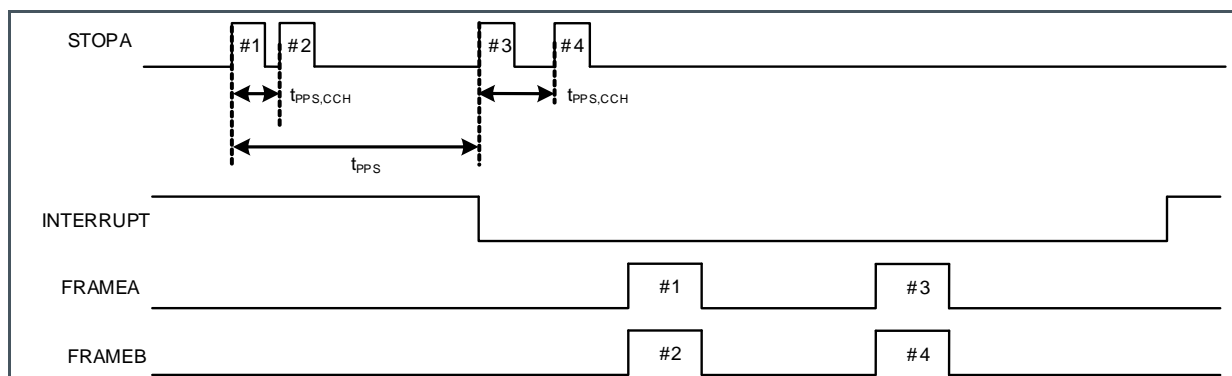 STOPA #1 #2 #3 #4
tPPS,CCH tPPS,CCH
tPPS
INTERRUPT
FRAMEA #1 #3
FRAMEB #2 #4